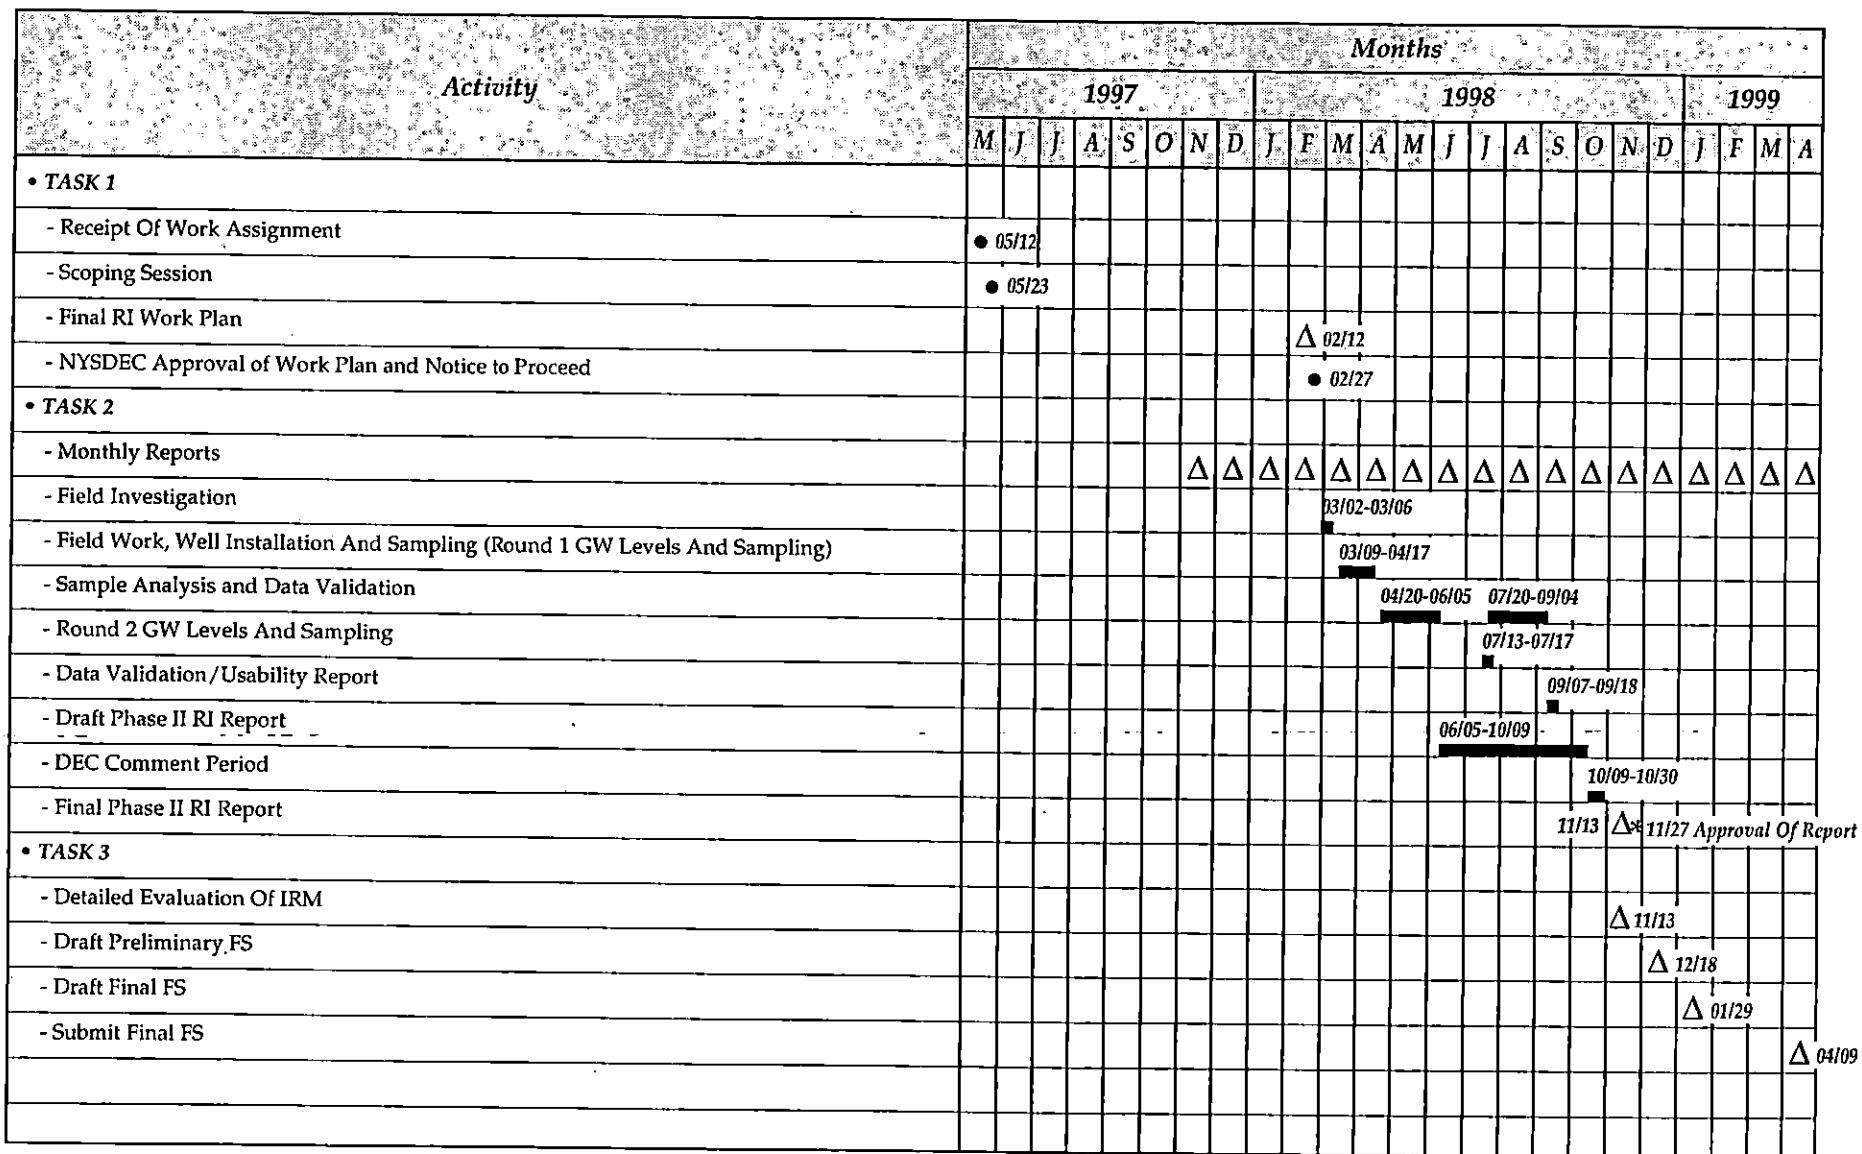 Activity
Months
1997 1998 1999
M J J A S O N D J F M A M J J A S O N D J F M A
• TASK 1
- Receipt Of Work Assignment ● 05/12
- Scoping Session ● 05/23
- Final RI Work Plan Δ 02/12
- NYSDEC Approval of Work Plan and Notice to Proceed ● 02/27
• TASK 2
- Monthly Reports Δ Δ Δ Δ Δ Δ Δ Δ Δ Δ Δ Δ Δ Δ Δ Δ Δ Δ
- Field Investigation 03/02-03/06
- Field Work, Well Installation And Sampling (Round 1 GW Levels And Sampling) 03/09-04/17
- Sample Analysis and Data Validation 04/20-06/05 07/20-09/04
- Round 2 GW Levels And Sampling 07/13-07/17
- Data Validation/Usability Report 09/07-09/18
- Draft Phase II RI Report 06/05-10/09
- DEC Comment Period 10/09-10/30
- Final Phase II RI Report 11/13 Δ* 11/27 Approval Of Report
• TASK 3
- Detailed Evaluation Of IRM Δ 11/13
- Draft Preliminary FS Δ 12/18
- Draft Final FS Δ 01/29
- Submit Final FS Δ 04/09